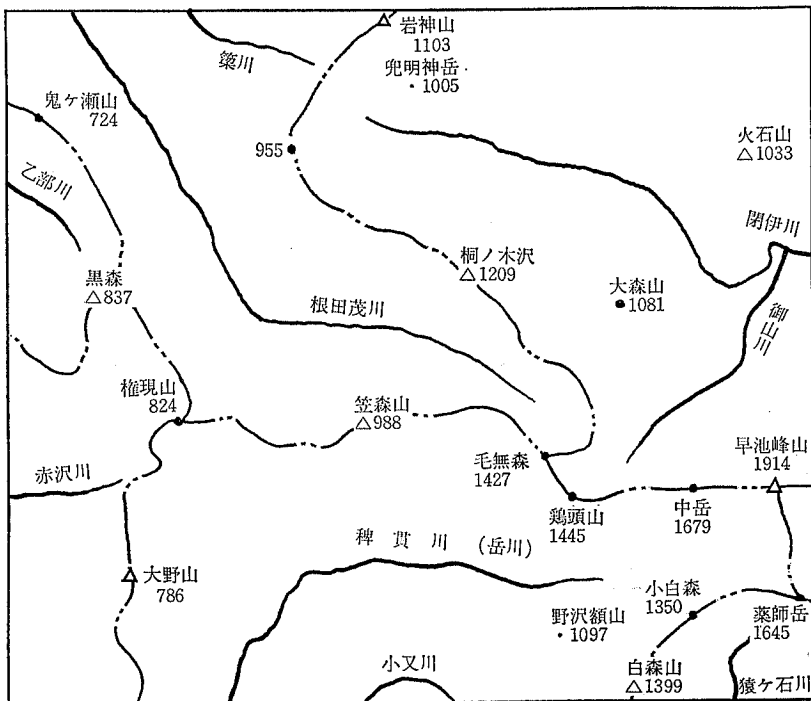 岩神山
1103
簗川
兜明神岳
1005
鬼ケ瀬山
724
955
火石山
1033
乙部川
閉伊川
桐ノ木沢
1209
黒森
837
大森山
1081
根田茂川
御山川
権現山
824
笠森山
988
早池峰山
1914
毛無森
1427
赤沢川
鶏頭山
1445
中岳
1679
稗貫川 (岳川)
大野山
786
小白森
1350
野沢額山
1097
薬師岳
1645
小又川
白森山
1399
猿ケ石川